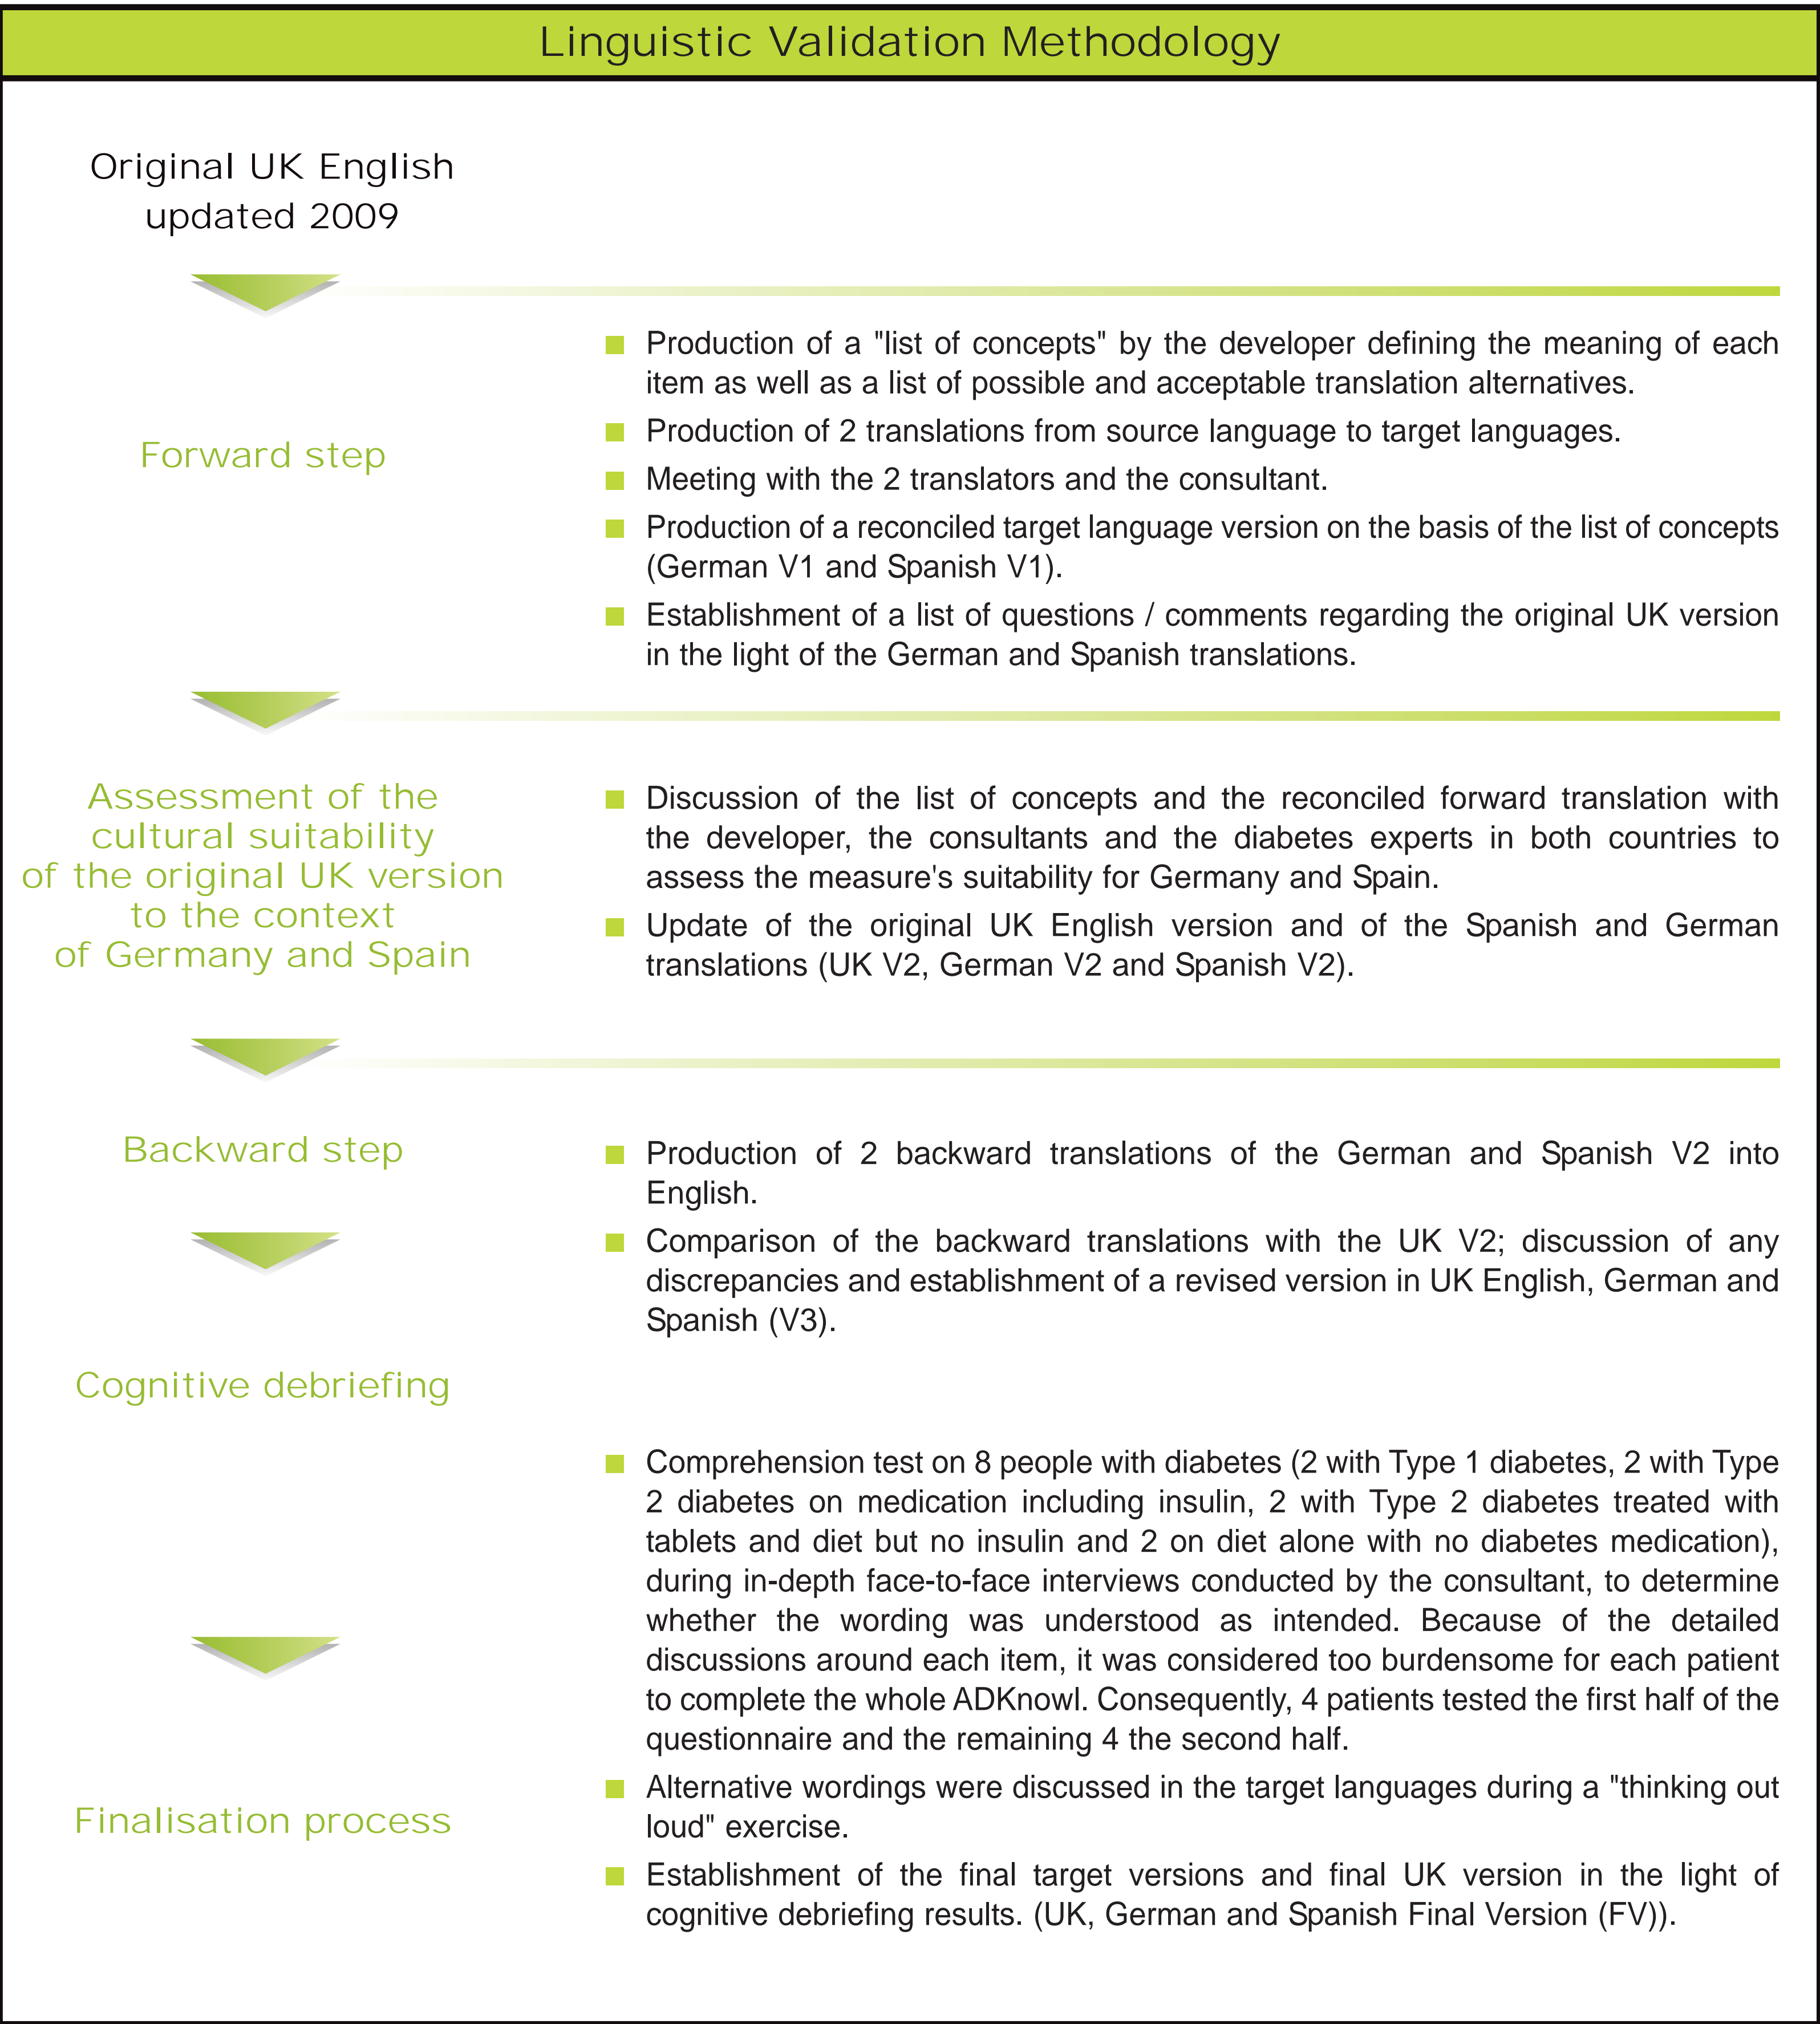 Linguistic Validation Methodology
Original UK English
updated 2009
Forward step
Production of a "list of concepts" by the developer defining the meaning of each
item as well as a list of possible and acceptable translation alternatives.
Production of 2 translations from source language to target languages.
Meeting with the 2 translators and the consultant.
Production of a reconciled target language version on the basis of the list of concepts
(German V1 and Spanish V1).
Establishment of a list of questions / comments regarding the original UK version
in the light of the German and Spanish translations.
Assessment of the
cultural suitability
of the original UK version
to the context
of Germany and Spain
Discussion of the list of concepts and the reconciled forward translation with
the developer, the consultants and the diabetes experts in both countries to
assess the measure's suitability for Germany and Spain.
Update of the original UK English version and of the Spanish and German
translations (UK V2, German V2 and Spanish V2).
Backward step
Production of 2 backward translations of the German and Spanish V2 into
English.
Comparison of the backward translations with the UK V2; discussion of any
discrepancies and establishment of a revised version in UK English, German and
Spanish (V3).
Cognitive debriefing
Comprehension test on 8 people with diabetes (2 with Type 1 diabetes, 2 with Type
2 diabetes on medication including insulin, 2 with Type 2 diabetes treated with
tablets and diet but no insulin and 2 on diet alone with no diabetes medication),
during in-depth face-to-face interviews conducted by the consultant, to determine
whether the wording was understood as intended. Because of the detailed
discussions around each item, it was considered too burdensome for each patient
to complete the whole ADKnowl. Consequently, 4 patients tested the first half of the
questionnaire and the remaining 4 the second half.
Finalisation process
Alternative wordings were discussed in the target languages during a "thinking out
loud" exercise.
Establishment of the final target versions and final UK version in the light of
cognitive debriefing results. (UK, German and Spanish Final Version (FV)).